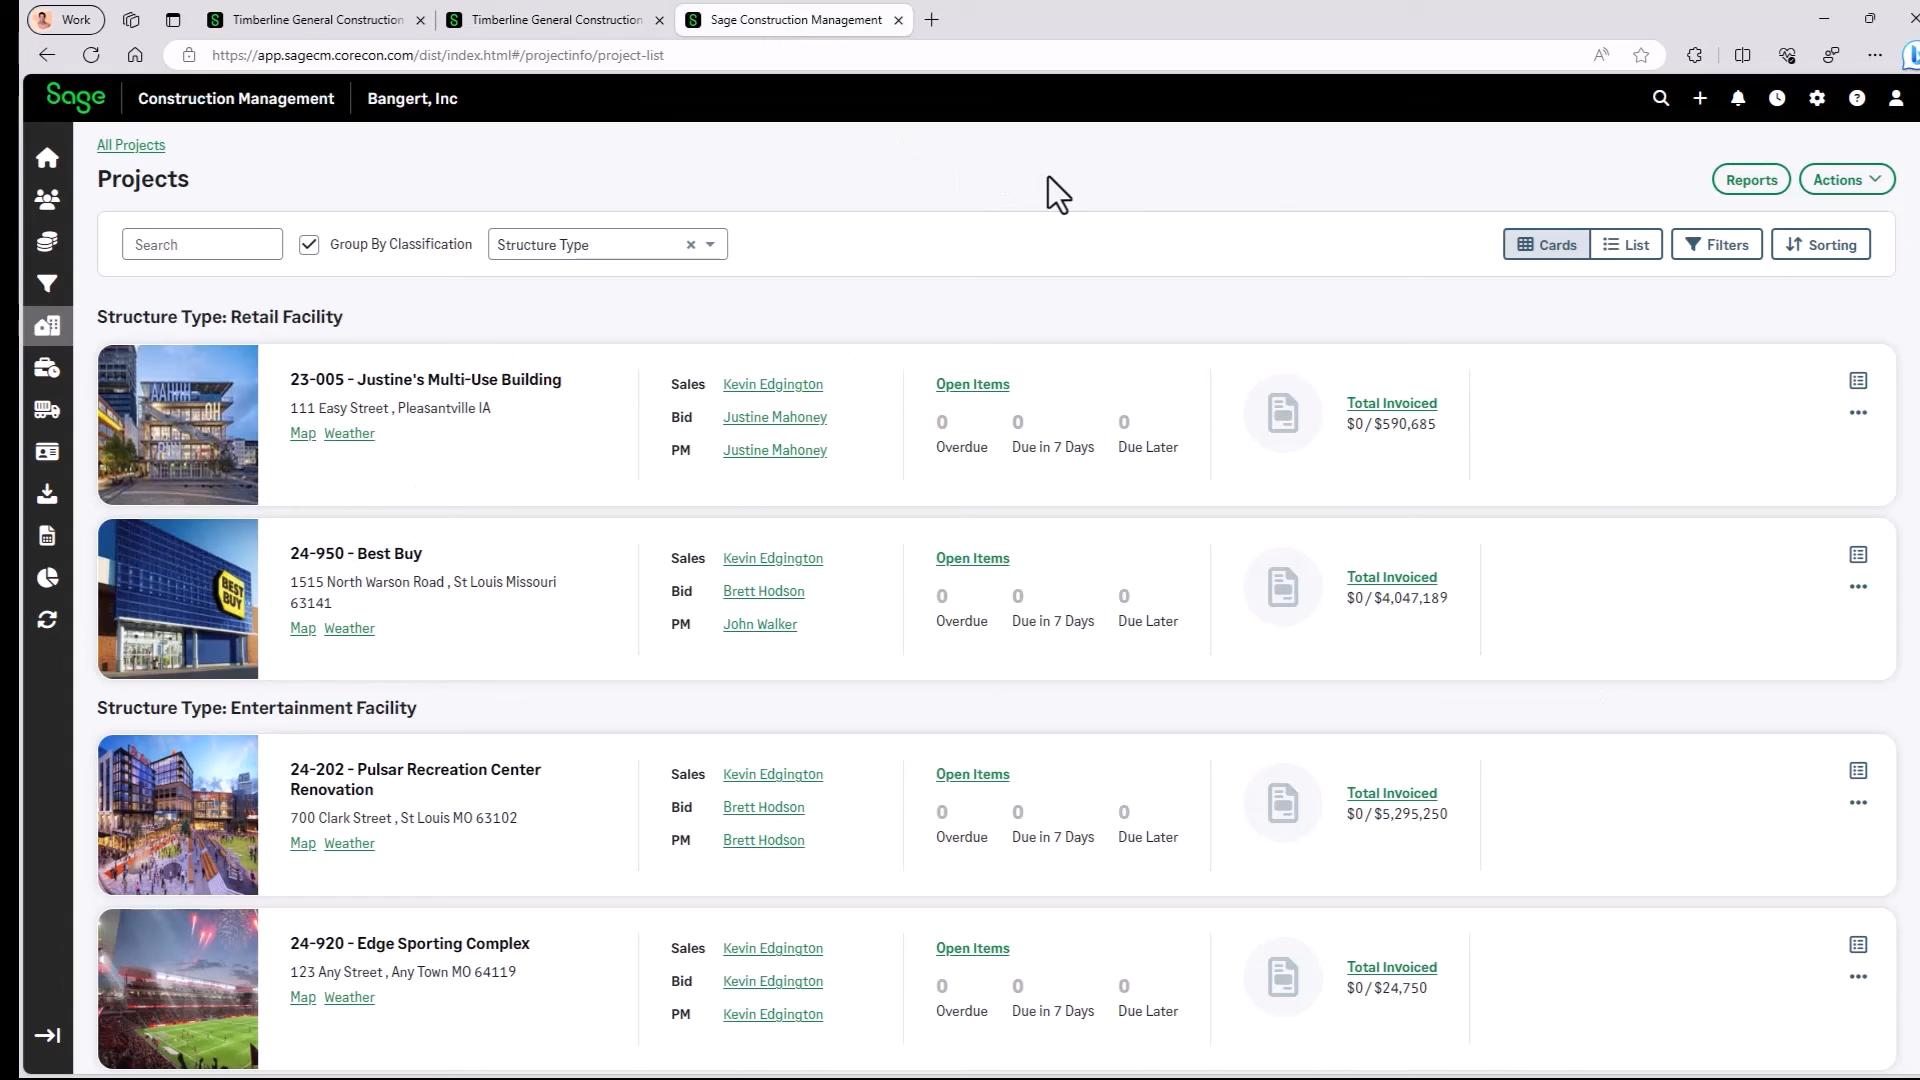 Work
Timberline General Construction
Timberline General Construction
Sage Construction Management
https://app.sagecm.corecon.com/dist/index.html#/projectinfo/project-list
Sage Construction Management Bangert, Inc
All Projects
Projects
Reports Actions
Search Group By Classification Structure Type Cards List Filters Sorting
Structure Type: Retail Facility
23-005 - Justine's Multi-Use Building
111 Easy Street , Pleasantville IA
Map Weather
Sales Kevin Edgington
Bid Justine Mahoney
PM Justine Mahoney
Open Items
0 0 0
Overdue Due in 7 Days Due Later
Total Invoiced
$0 / $590,685
24-950 - Best Buy
1515 North Warson Road , St Louis Missouri
63141
Map Weather
BEST
BUY
Sales Kevin Edgington
Bid Brett Hodson
PM John Walker
Open Items
0 0 0
Overdue Due in 7 Days Due Later
Total Invoiced
$0 / $4,047,189
Structure Type: Entertainment Facility
24-202 - Pulsar Recreation Center
Renovation
700 Clark Street , St Louis MO 63102
Map Weather
Sales Kevin Edgington
Bid Brett Hodson
PM Brett Hodson
Open Items
0 0 0
Overdue Due in 7 Days Due Later
Total Invoiced
$0 / $5,295,250
24-920 - Edge Sporting Complex
123 Any Street , Any Town MO 64119
Map Weather
Sales Kevin Edgington
Bid Kevin Edgington
PM Kevin Edgington
Open Items
0 0 0
Overdue Due in 7 Days Due Later
Total Invoiced
$0 / $24,750